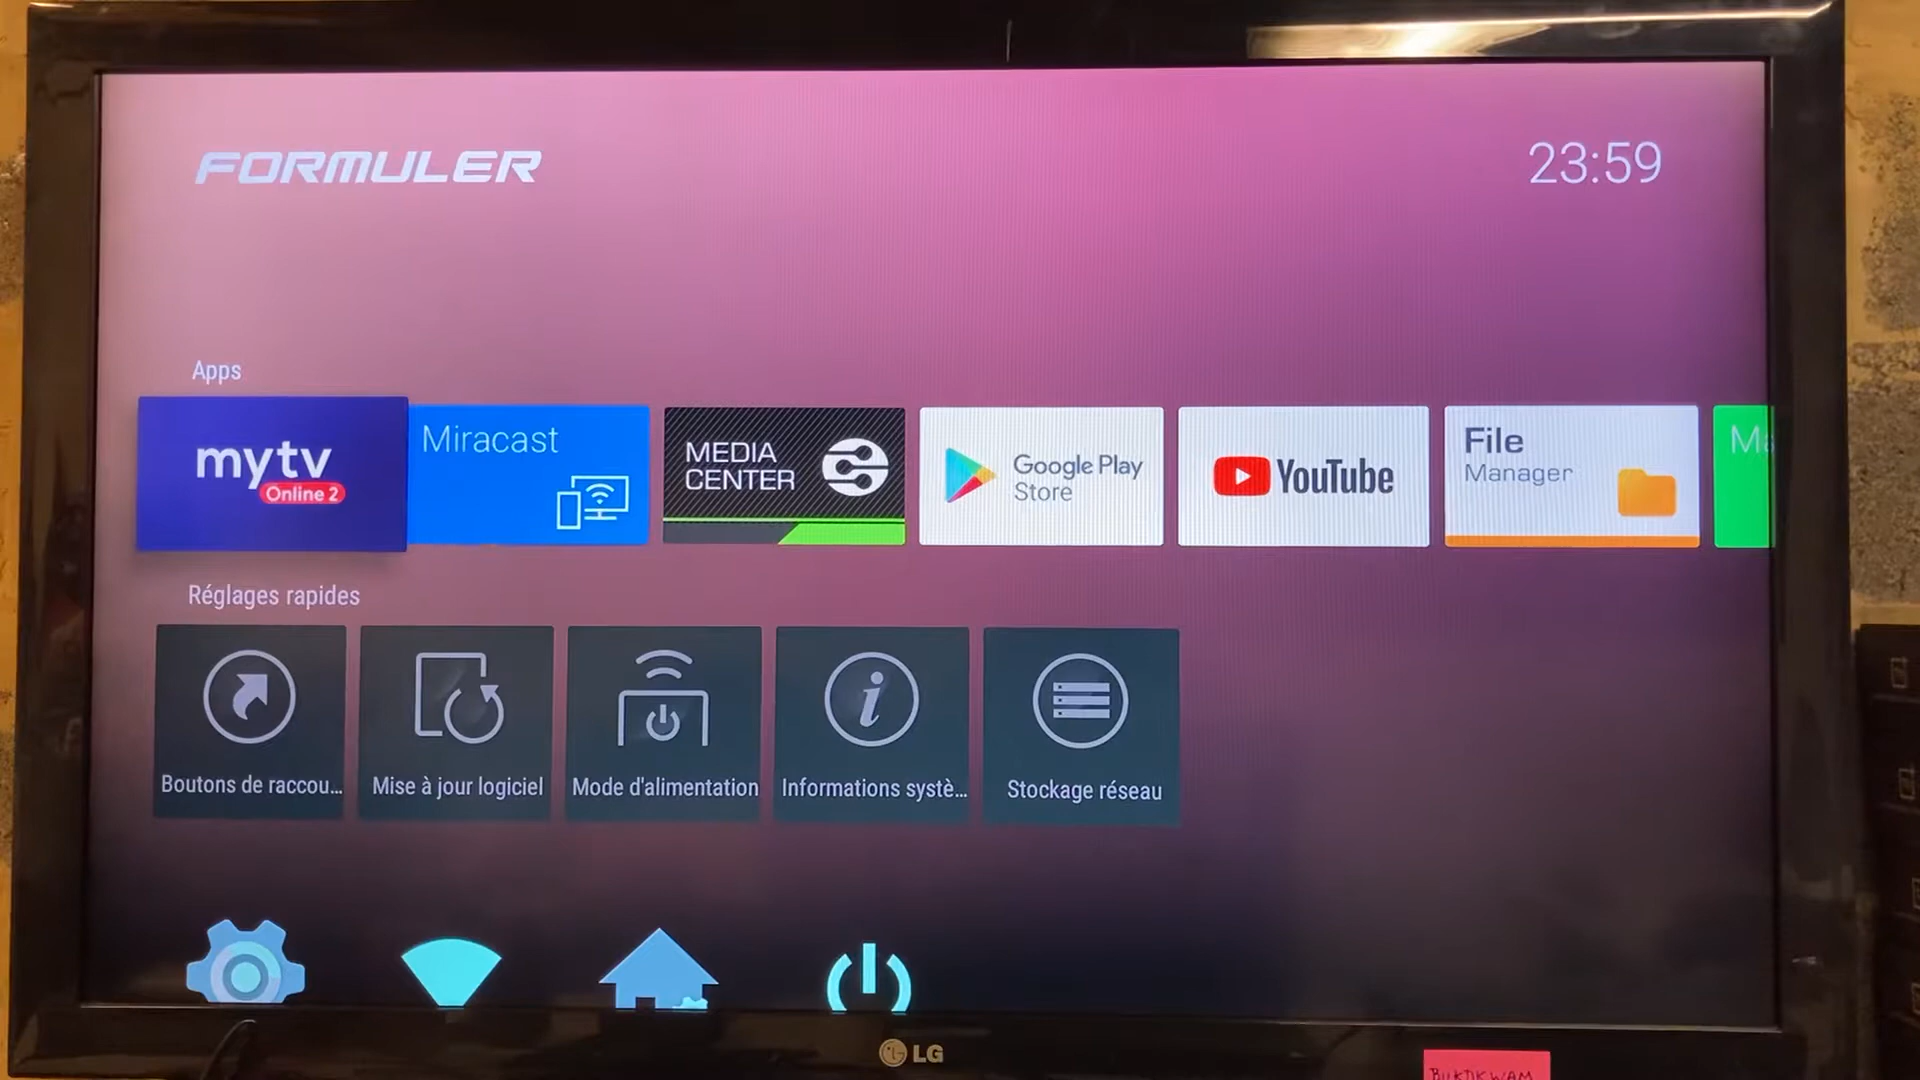 FORMULER
23:59
Apps
mytv
Online 2
Miracast
MEDIA
CENTER
Google Play
Store
YouTube
File
Manager
Ma
Réglages rapides
Boutons de raccou...
Mise à jour logiciel
Mode d'alimentation
Informations systè...
Stockage réseau
LG